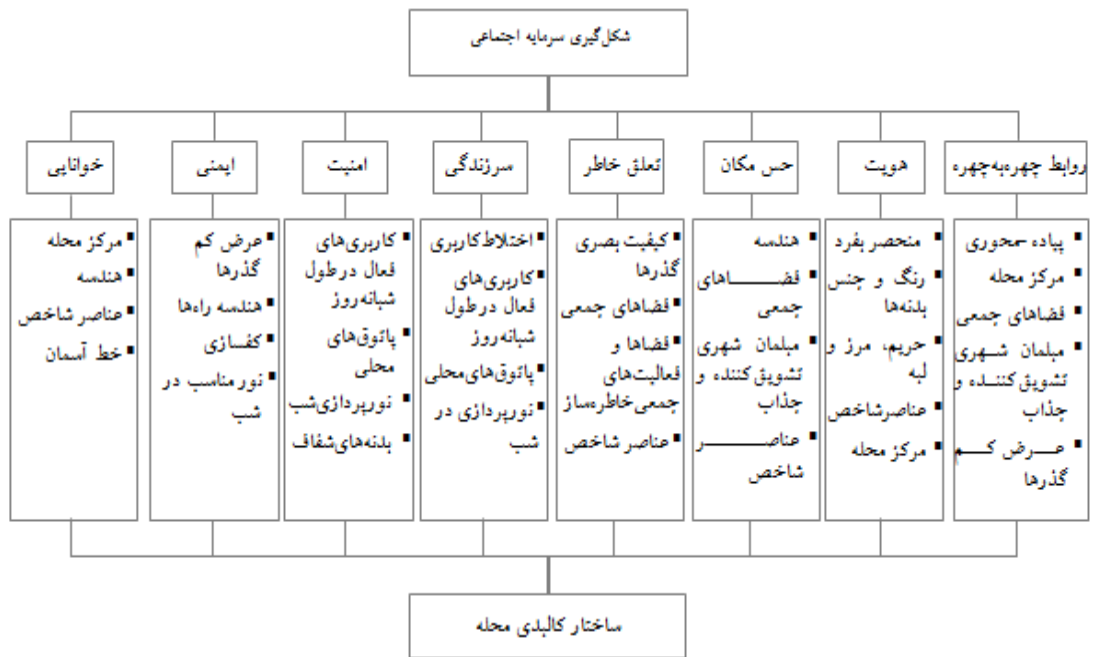 شکل‌گیری سرمایه اجتماعی
روابط چهره‌به‌چهره
هویت
حس مکان
تعلق خاطر
سرزندگی
امنیت
ایمنی
خوانایی
▪ پیاده-محوری
▪ مرکز محله
▪ فضاهای جمعی
▪ مبلمان شهری
تشویق‌کننده و
جذاب
▪ عرض کم
گذرها
▪ منحصر بفرد
▪ رنگ و جنس
بدنه‌ها
▪ حریم، مرز و
لبه
▪ عناصر شاخص
▪ مرکز محله
▪ هندسه
▪ فضاهای
جمعی
▪ مبلمان شهری
تشویق‌کننده و
جذاب
▪ عناصر
شاخص
▪ کیفیت بصری
گذرها
▪ فضاهای جمعی
▪ فضاها و
فعالیت‌های
جمعی‌خاطره‌ساز
▪ عناصر شاخص
▪ اختلاط کاربری
▪ کاربری‌های
فعال در طول
شبانه‌روز
▪ پاتوق‌های محلی
▪ نورپردازی در
شب
▪ کاربری‌های
فعال در طول
شبانه‌روز
▪ پاتوق‌های
محلی
▪ نورپردازی شب
▪ بدنه‌های شفاف
▪ عرض کم
گذرها
▪ هندسه راه‌ها
▪ کفسازی
▪ نور مناسب در
شب
▪ مرکز محله
▪ هندسه
▪ عناصر شاخص
▪ خط آسمان
ساختار کالبدی محله